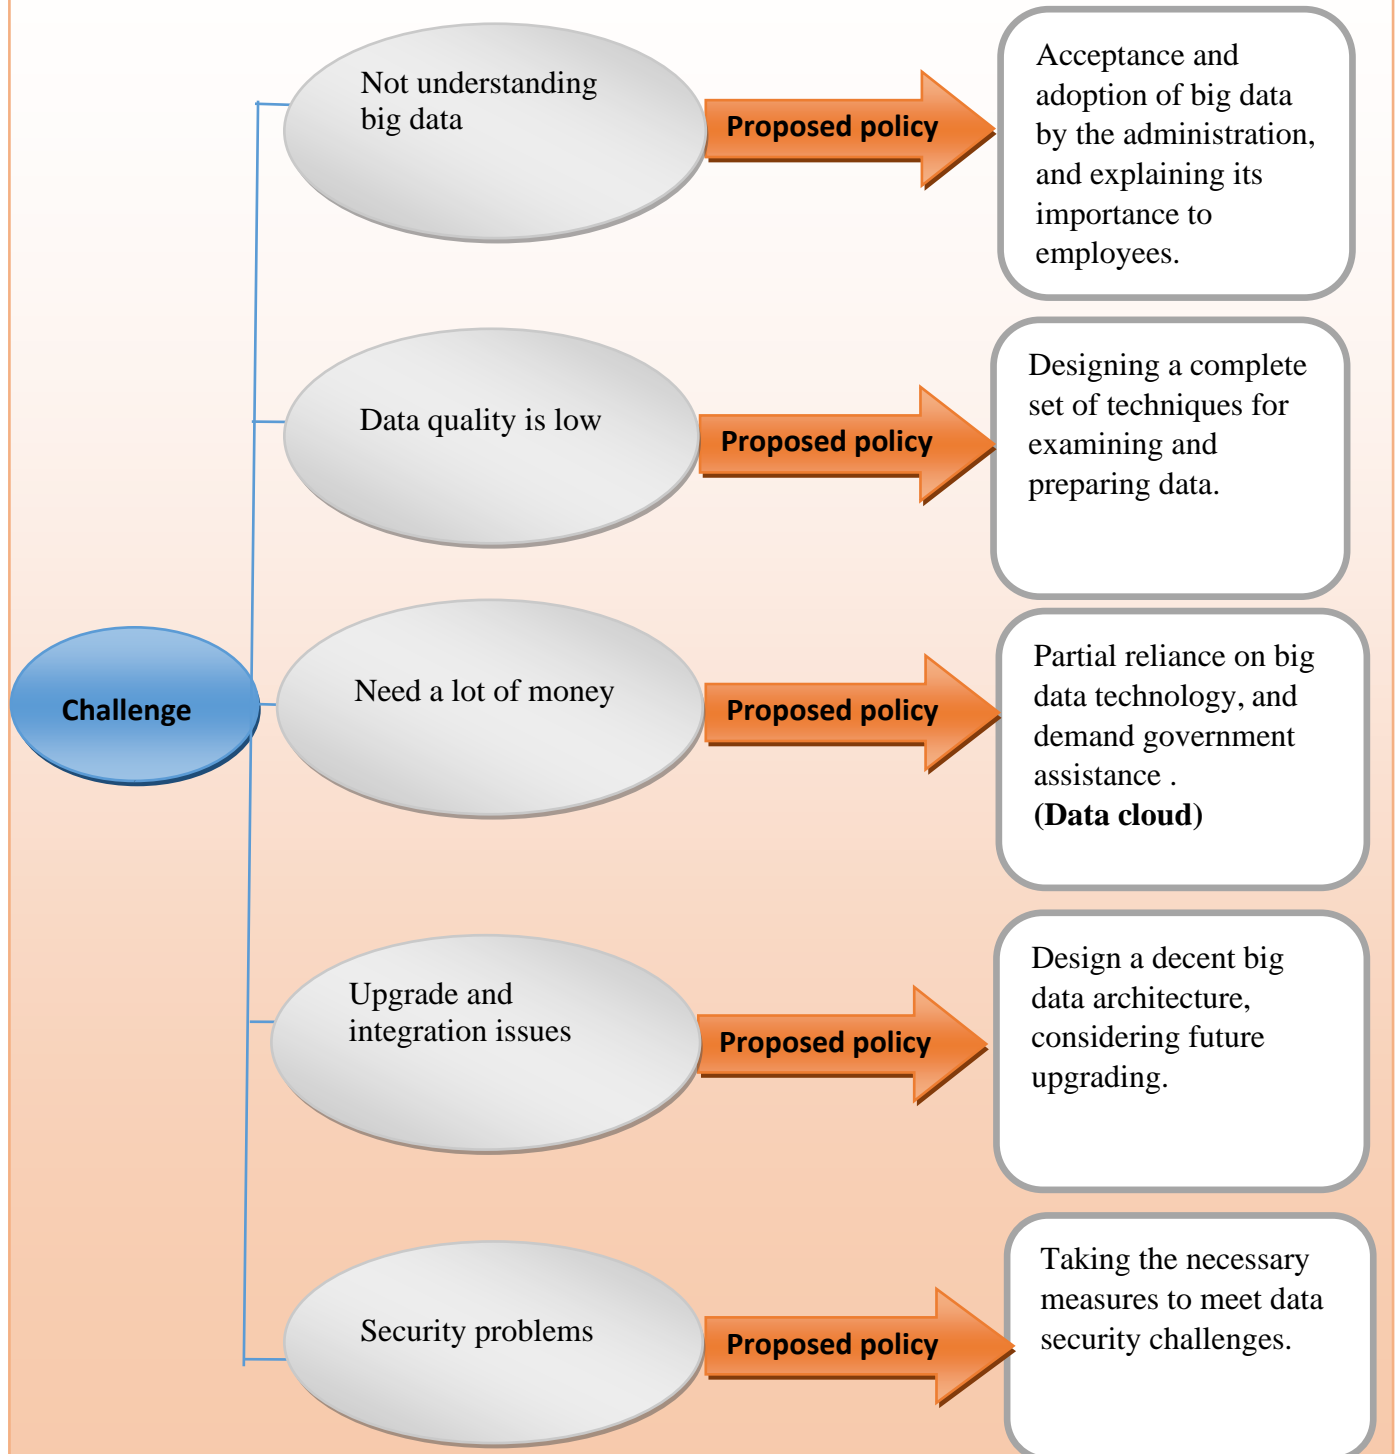 Not understanding
big data
Proposed policy
Acceptance and
adoption of big data
by the administration,
and explaining its
importance to
employees.
Data quality is low
Proposed policy
Designing a complete
set of techniques for
examining and
preparing data.
Challenge
Need a lot of money
Proposed policy
Partial reliance on big
data technology, and
demand government
assistance .
(Data cloud)
Upgrade and
integration issues
Proposed policy
Design a decent big
data architecture,
considering future
upgrading.
Security problems
Proposed policy
Taking the necessary
measures to meet data
security challenges.